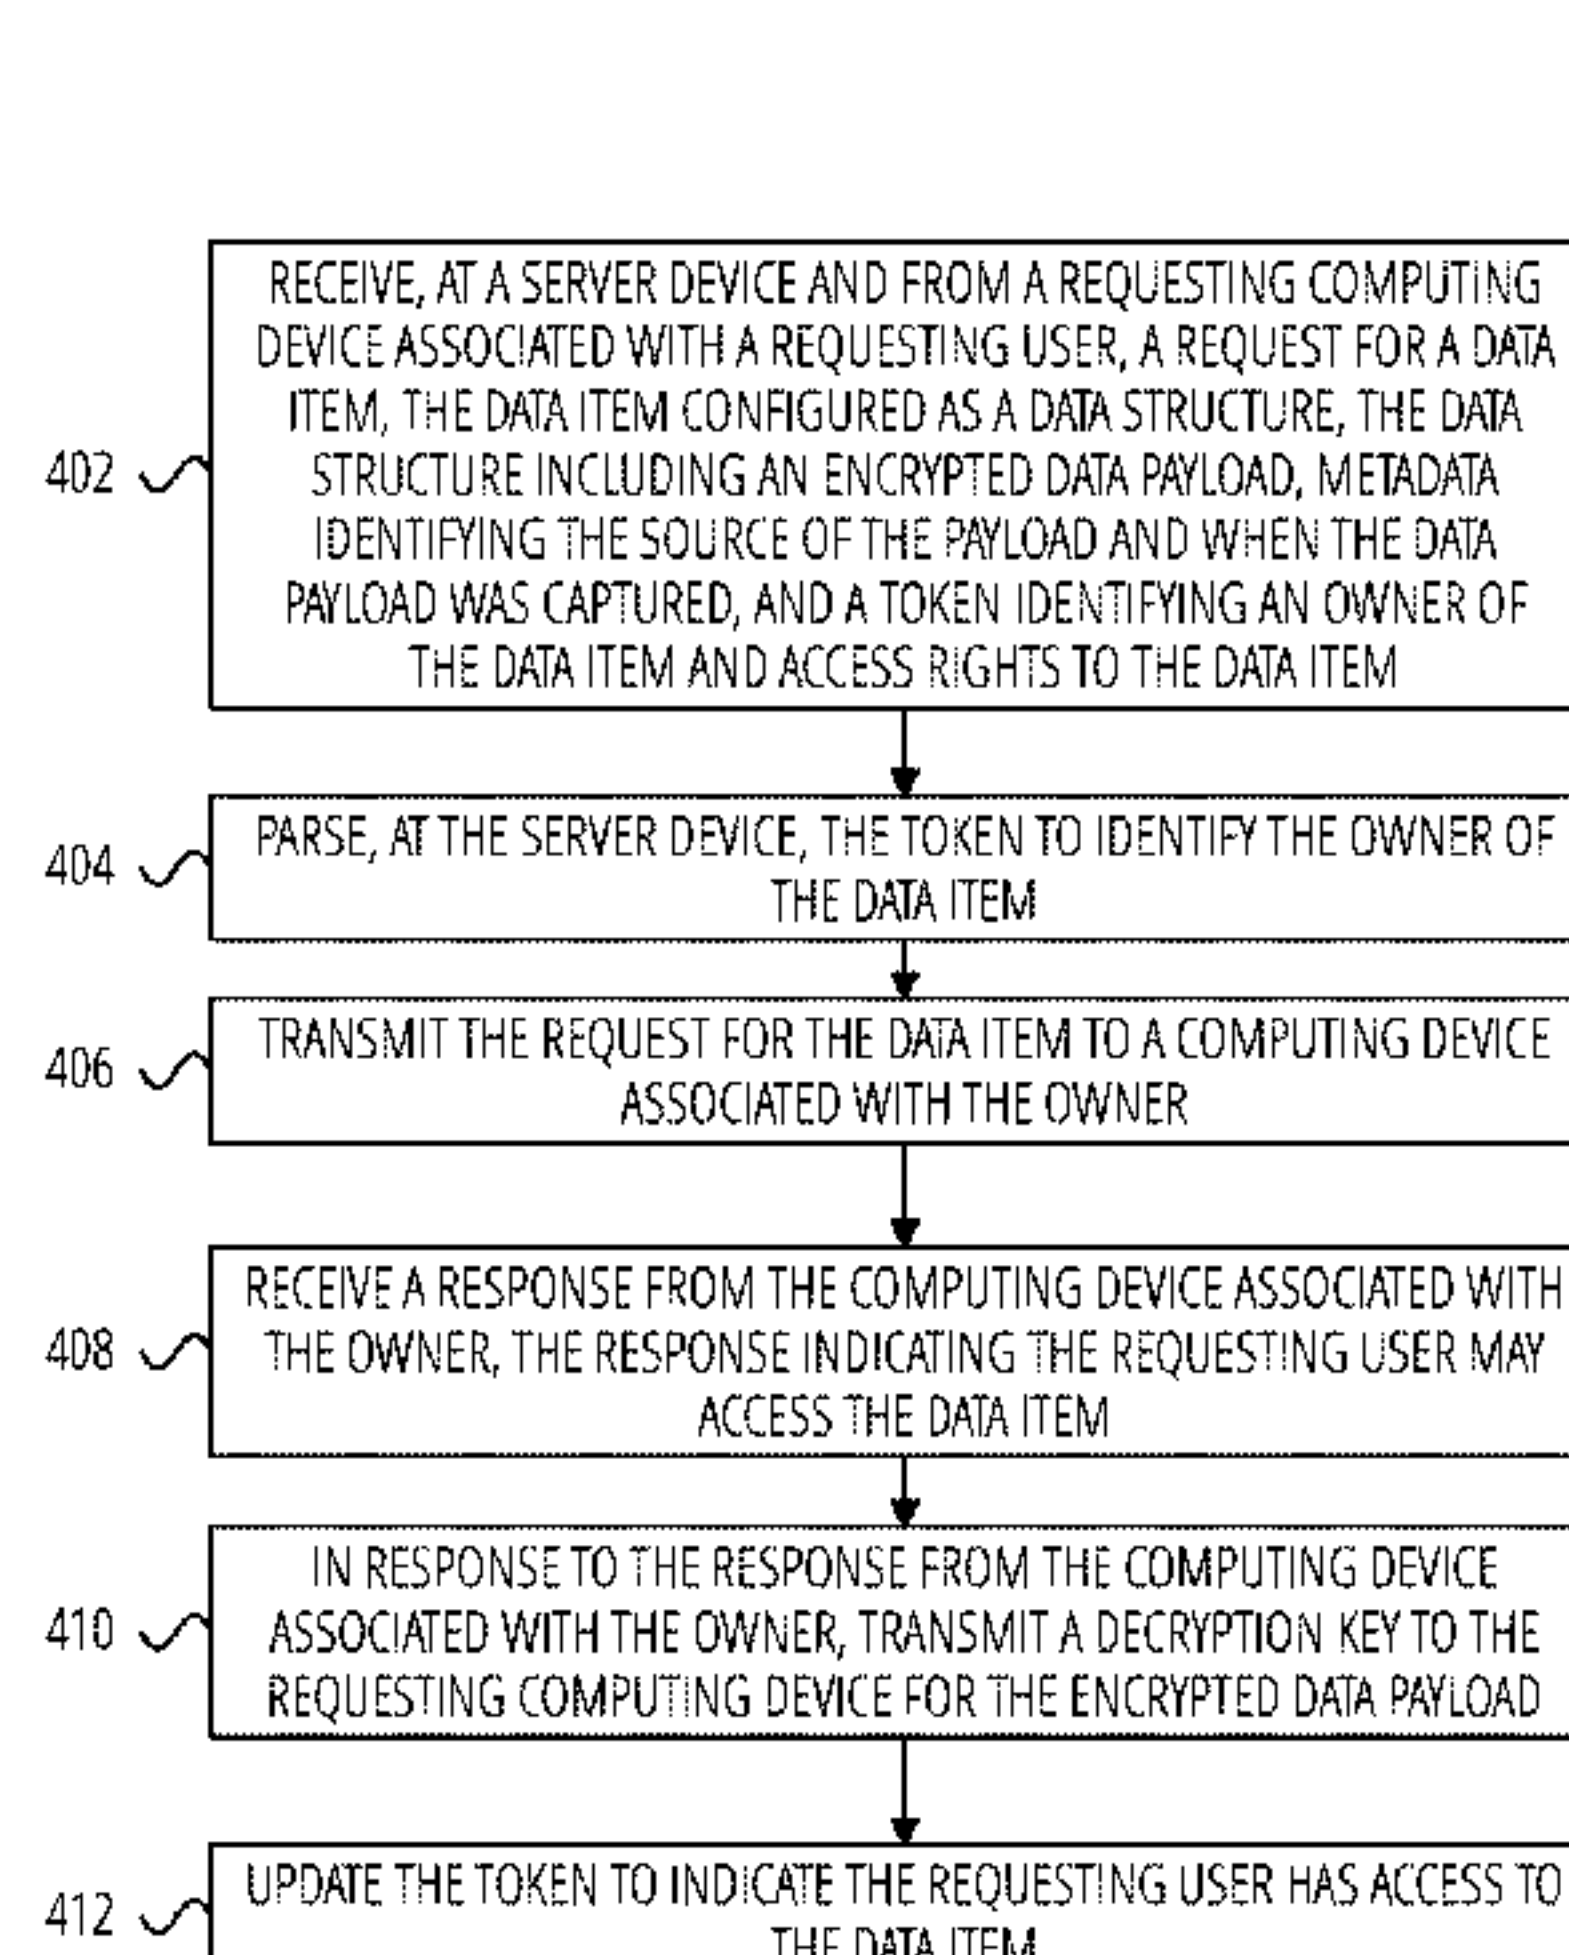 RECEIVE, AT A SERVER DEVICE AND FROM A REQUESTING COMPUTING
DEVICE ASSOCIATED WITH A REQUESTING USER, A REQUEST FOR A DATA
ITEM, THE DATA ITEM CONFIGURED AS A DATA STRUCTURE, THE DATA
402
STRUCTURE INCLUDING AN ENCRYPTED DATA PAYLOAD, METADATA
IDENTIFYING THE SOURCE OF THE PAYLOAD AND WHEN THE DATA
PAYLOAD WAS CAPTURED, AND A TOKEN IDENTIFYING AN OWNER OF
THE DATA ITEM AND ACCESS RIGHTS TO THE DATA ITEM
404
PARSE, AT THE SERVER DEVICE, THE TOKEN TO IDENTIFY THE OWNER OF
THE DATA ITEM
406
TRANSMIT THE REQUEST FOR THE DATA ITEM TO A COMPUTING DEVICE
ASSOCIATED WITH THE OWNER
408
RECEIVE A RESPONSE FROM THE COMPUTING DEVICE ASSOCIATED WITH
THE OWNER, THE RESPONSE INDICATING THE REQUESTING USER MAY
ACCESS THE DATA ITEM
410
IN RESPONSE TO THE RESPONSE FROM THE COMPUTING DEVICE
ASSOCIATED WITH THE OWNER, TRANSMIT A DECRYPTION KEY TO THE
REQUESTING COMPUTING DEVICE FOR THE ENCRYPTED DATA PAYLOAD
412
UPDATE THE TOKEN TO INDICATE THE REQUESTING USER HAS ACCESS TO
THE DATA ITEM